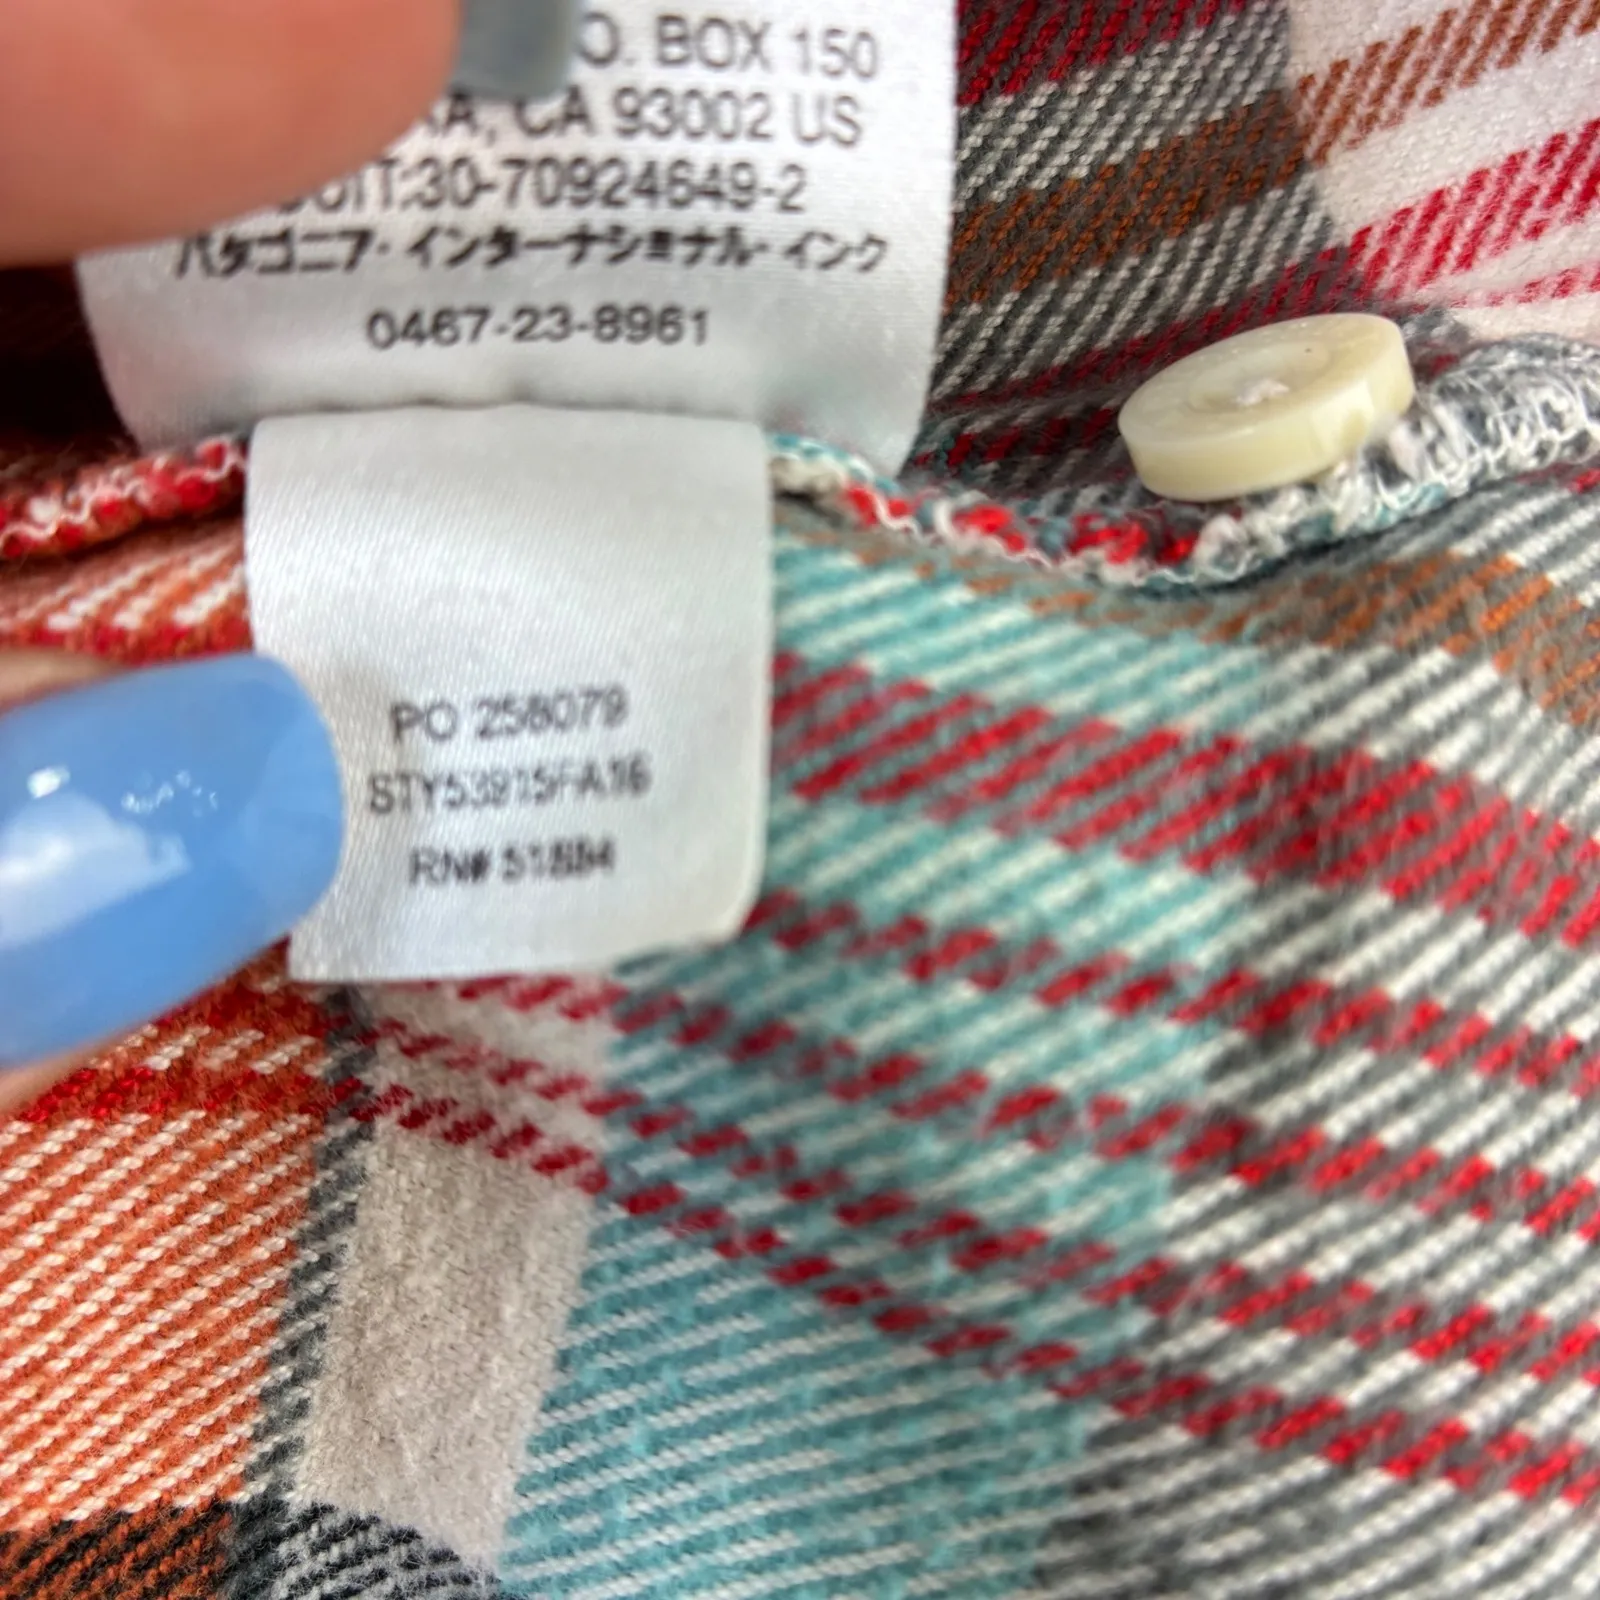 O. BOX 150
RA, CA 93002 US
CUIT:30-70924649-2
パタゴニア・インターナショナル・インク
0467-23-8961
PO 258079
STY53915FA16
RN# 51884